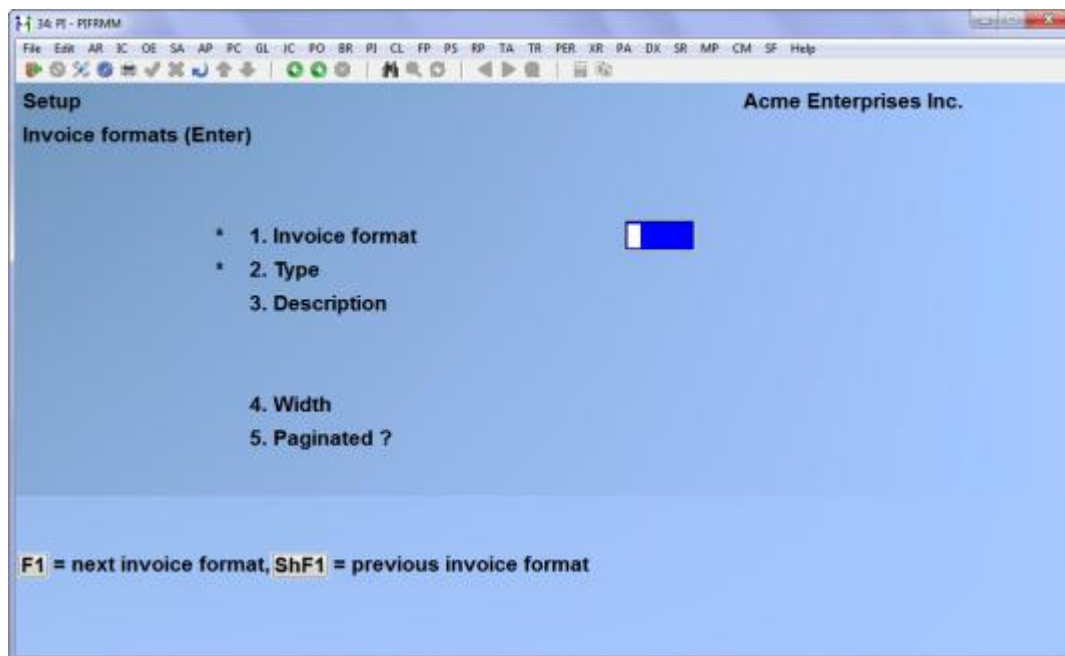 34: PI - PIFRMM
File Edit AR XC OE SA AP PC GL IC PO BR PJ CL FP PS RP TA TR PER XR PA DX SR MP CM SF Help
Setup Acme Enterprises Inc.
Invoice formats (Enter)
* 1. Invoice format
* 2. Type
3. Description
4. Width
5. Paginated ?
F1 = next invoice format, ShF1 = previous invoice format